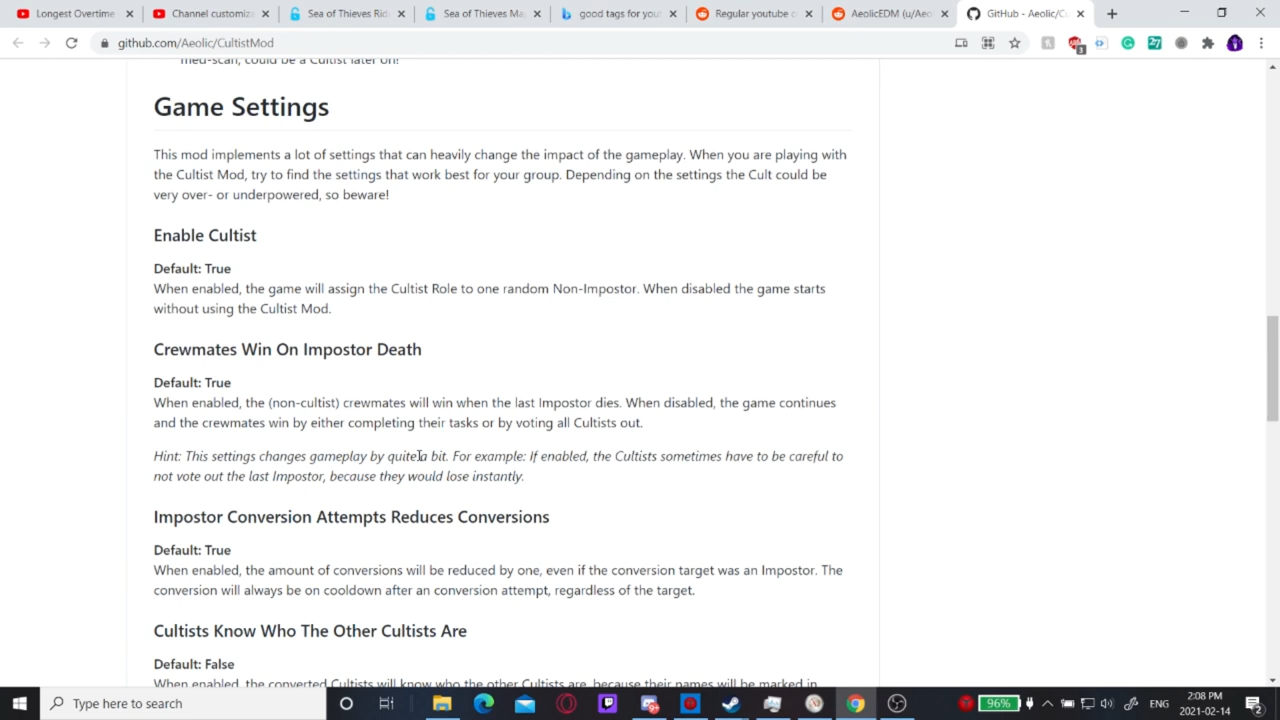 Longest Overtime
Channel customiza
Sea of Thieves Rid
Sea of Thieves Ma
good tags for yout
Regular youtube c
AeolicEDM (u/Aeo
GitHub - Aeolic/Cu
github.com/Aeolic/CultistMod
med-scan, could be a Cultist later on!
Game Settings
This mod implements a lot of settings that can heavily change the impact of the gameplay. When you are playing with
the Cultist Mod, try to find the settings that work best for your group. Depending on the settings the Cult could be
very over- or underpowered, so beware!
Enable Cultist
Default: True
When enabled, the game will assign the Cultist Role to one random Non-Impostor. When disabled the game starts
without using the Cultist Mod.
Crewmates Win On Impostor Death
Default: True
When enabled, the (non-cultist) crewmates will win when the last Impostor dies. When disabled, the game continues
and the crewmates win by either completing their tasks or by voting all Cultists out.
Hint: This settings changes gameplay by quite a bit. For example: If enabled, the Cultists sometimes have to be careful to
not vote out the last Impostor, because they would lose instantly.
Impostor Conversion Attempts Reduces Conversions
Default: True
When enabled, the amount of conversions will be reduced by one, even if the conversion target was an Impostor. The
conversion will always be on cooldown after an conversion attempt, regardless of the target.
Cultists Know Who The Other Cultists Are
Default: False
When enabled, the converted Cultists will know who the other Cultists are, because their names will be marked in
Type here to search
96%
ENG
2:08 PM
2021-02-14
2